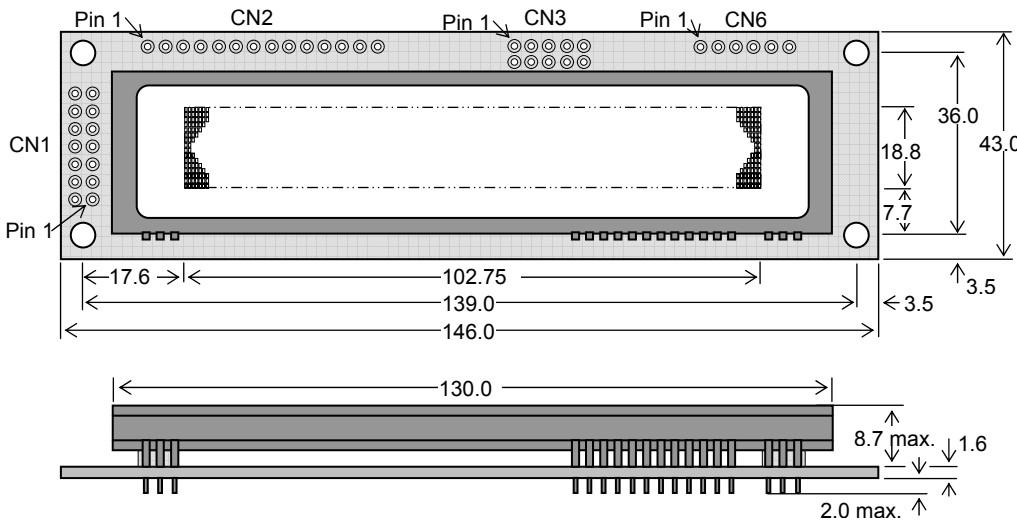 Pin 1
CN2
Pin 1
CN3
Pin 1
CN6
CN1
Pin 1
36.0
43.0
18.8
7.7
17.6
102.75
139.0
146.0
3.5
3.5
130.0
8.7 max.
1.6
2.0 max.